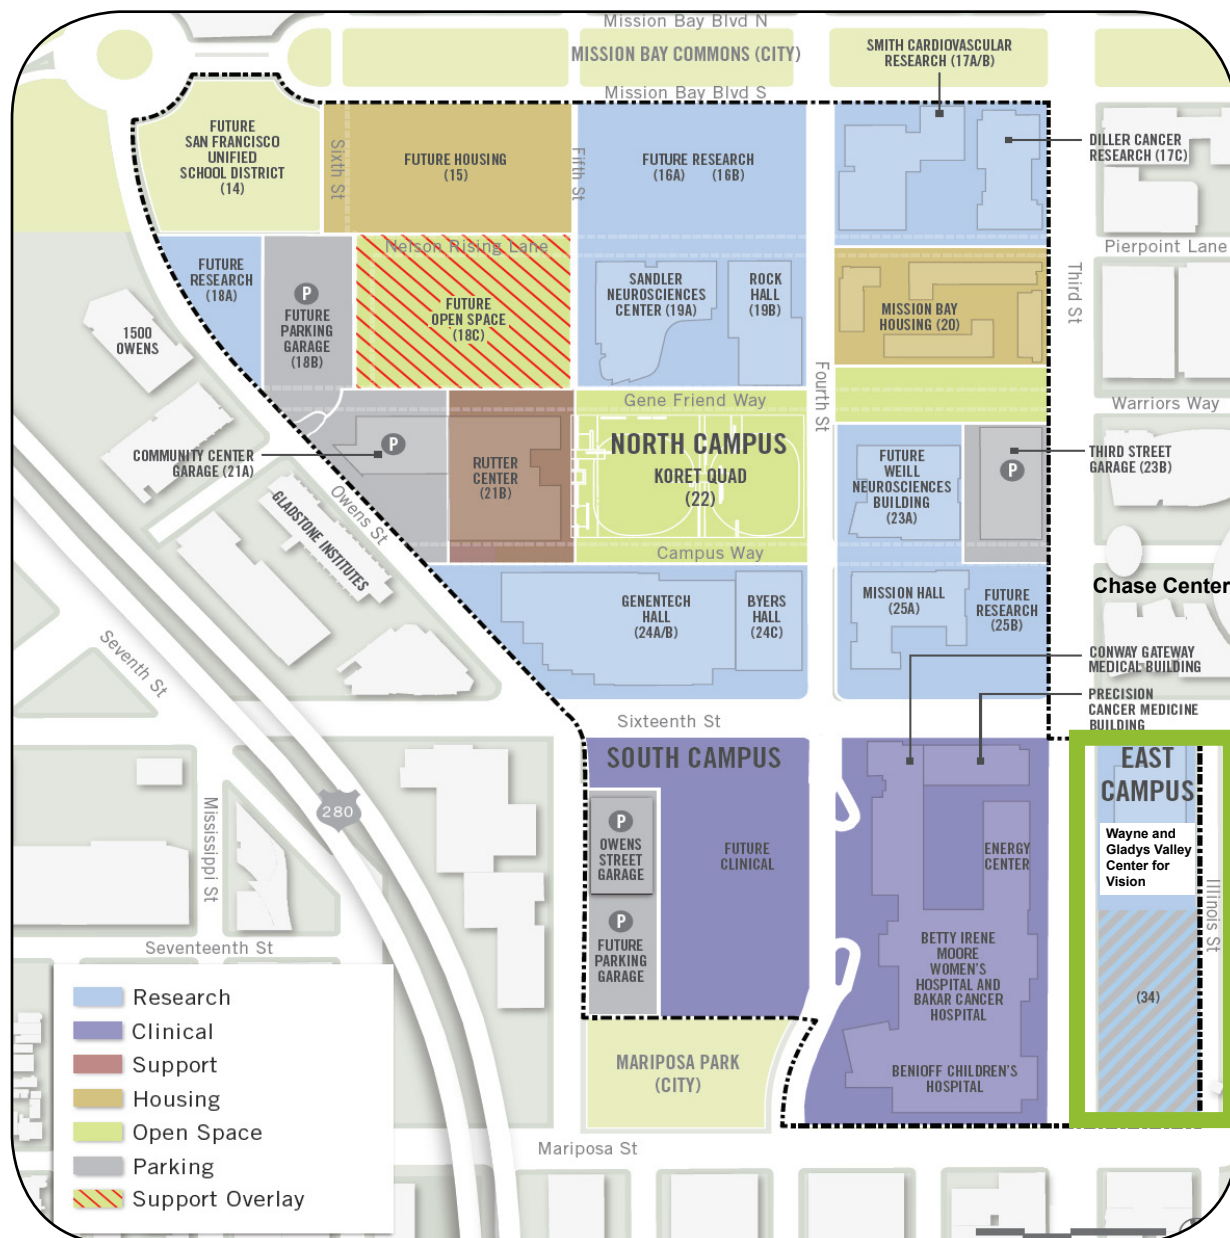 Mission Bay Blvd N
MISSION BAY COMMONS (CITY)
SMITH CARDIOVASCULAR
RESEARCH (17A/B)
Mission Bay Blvd S
FUTURE
SAN FRANCISCO
UNIFIED
SCHOOL DISTRICT
(14)
Sixth St
FUTURE HOUSING
(15)
Fifth St
FUTURE RESEARCH
(16A) (16B)
DILLER CANCER
RESEARCH (17C)
Nelson Rising Lane
Pierpoint Lane
FUTURE
RESEARCH
(18A)
P
FUTURE
PARKING
GARAGE
(18B)
FUTURE
OPEN SPACE
(18C)
SANDLER
NEUROSCIENCES
CENTER (19A)
ROCK
HALL
(19B)
MISSION BAY
HOUSING (20)
Third St
1500
OWENS
Fourth St
Gene Friend Way
Warriors Way
COMMUNITY CENTER
GARAGE (21A)
P
RUTTER
CENTER
(21B)
NORTH CAMPUS
KORET QUAD
(22)
FUTURE
WEILL
NEUROSCIENCES
BUILDING
(23A)
P
THIRD STREET
GARAGE (23B)
Owens St
GLADSTONE INSTITUTES
Campus Way
Chase Center
GENENTECH
HALL
(24A/B)
BYERS
HALL
(24C)
MISSION HALL
(25A)
FUTURE
RESEARCH
(25B)
Seventh St
CONWAY GATEWAY
MEDICAL BUILDING
PRECISION
CANCER MEDICINE
BUILDING
Sixteenth St
SOUTH CAMPUS
EAST
CAMPUS
280
Mississippi St
P
OWENS
STREET
GARAGE
FUTURE
CLINICAL
ENERGY
CENTER
Wayne and
Gladys Valley
Center for
Vision
Illinois St
P
FUTURE
PARKING
GARAGE
BETTY IRENE
MOORE
WOMEN'S
HOSPITAL AND
BAKAR CANCER
HOSPITAL
(34)
Seventeenth St
BENIOFF CHILDREN'S
HOSPITAL
MARIPOSA PARK
(CITY)
Mariposa St
Research
Clinical
Support
Housing
Open Space
Parking
Support Overlay